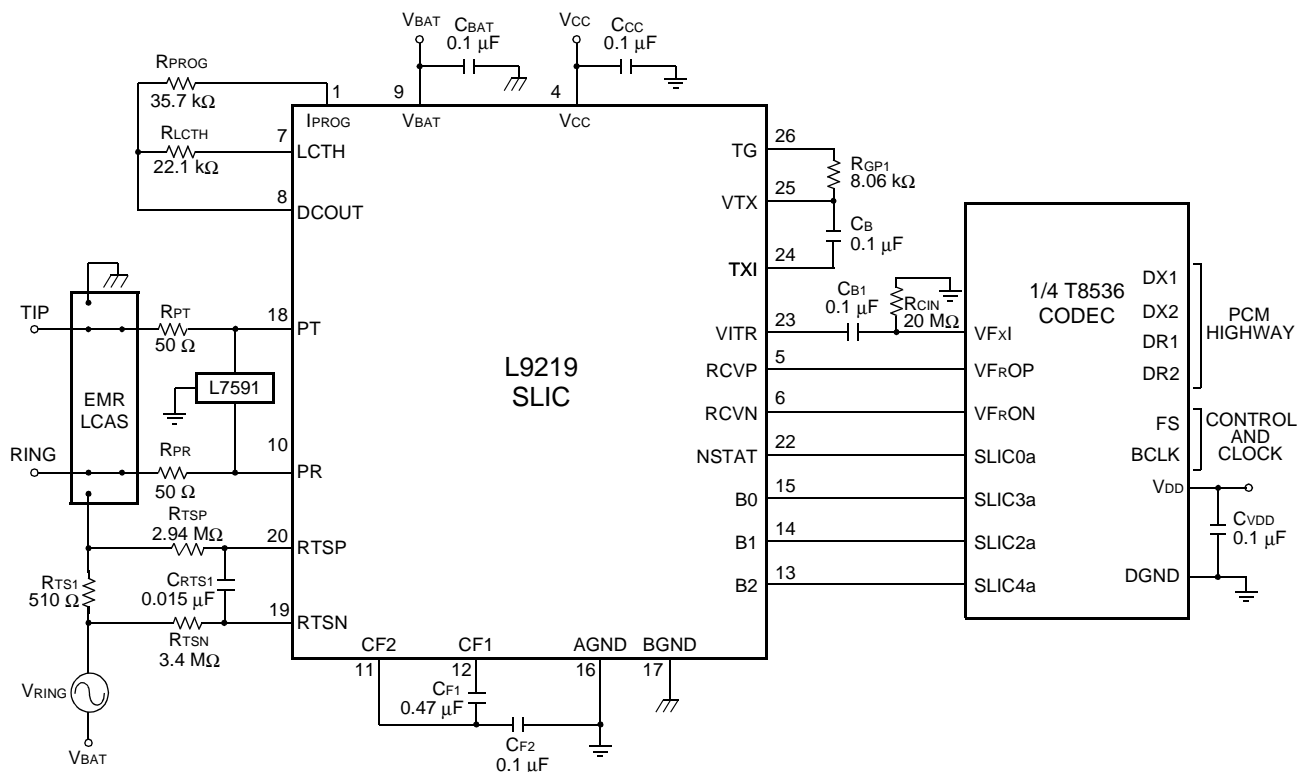 VBAT
CBAT
0.1 µF
VCC
CCC
0.1 µF
RPROG
35.7 kΩ
1
9
4
IPROG
VBAT
VCC
RLCTH
22.1 kΩ
7
LCTH
8
DCOUT
TG
26
RGP1
8.06 kΩ
VTX
25
CB
0.1 µF
TXI
24
CB1
0.1 µF
RCIN
20 MΩ
VITR
23
RCVP
5
RCVN
6
NSTAT
22
B0
15
B1
14
B2
13
L9219
SLIC
TIP
RPT
50 Ω
18
PT
L7591
EMR
LCAS
RING
RPR
50 Ω
10
PR
RTSP
2.94 MΩ
20
RTSP
RTS1
510 Ω
CRTS1
0.015 µF
19
RTSN
RTSN
3.4 MΩ
VRING
VBAT
CF2
CF1
AGND
BGND
11
12
16
17
CF1
0.47 µF
CF2
0.1 µF
1/4 T8536
CODEC
VFXI
VFROP
VFRON
SLIC0a
SLIC3a
SLIC2a
SLIC4a
DX1
DX2
DR1
DR2
PCM
HIGHWAY
FS
BCLK
CONTROL
AND
CLOCK
VDD
CVDD
0.1 µF
DGND